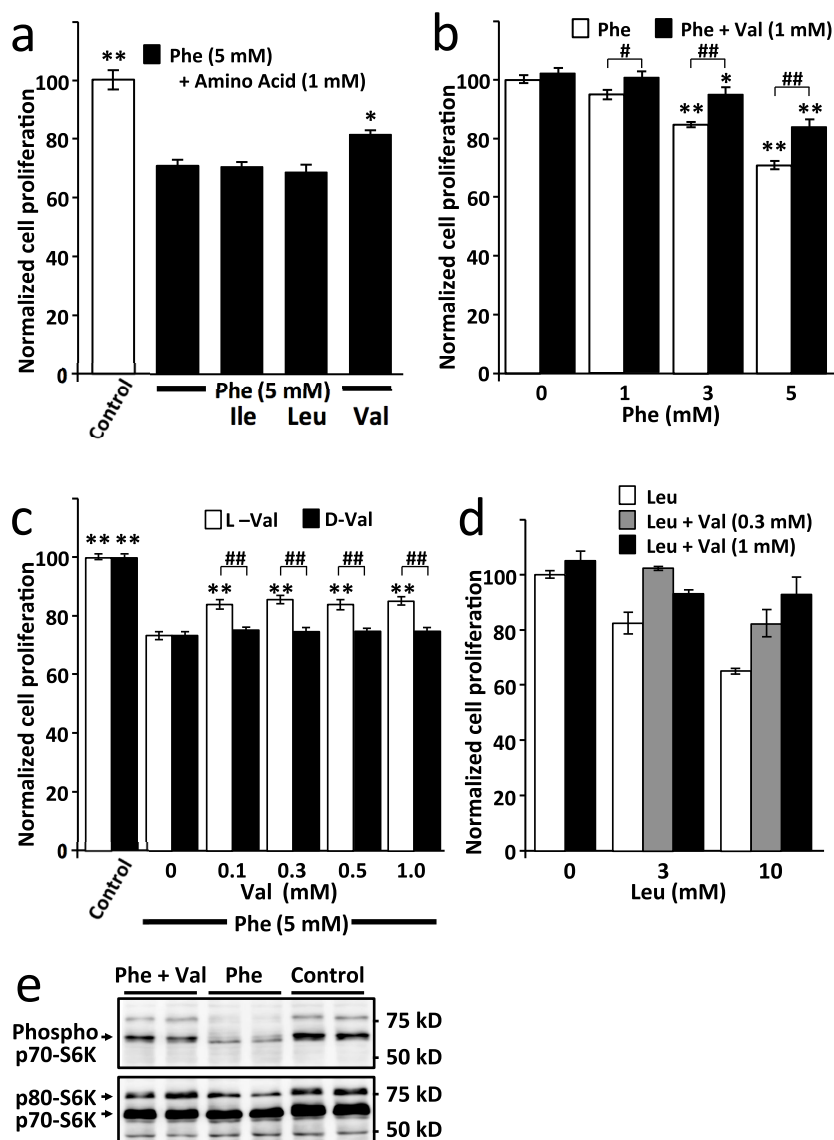 a
Phe (5 mM)
+ Amino Acid (1 mM)
**
*
Normalized cell proliferation
100
80
60
40
20
0
Control
Phe (5 mM)
Ile Leu Val
b
Phe Phe + Val (1 mM)
# ## ##
** * ** **
Normalized cell proliferation
100
80
60
40
20
0
0 1 3 5
Phe (mM)
c
L –Val D-Val
** ** ## ## ## ##
** ** ** **
Normalized cell proliferation
100
80
60
40
20
0
Control
0 0.1 0.3 0.5 1.0
Val (mM)
Phe (5 mM)
d
Leu
Leu + Val (0.3 mM)
Leu + Val (1 mM)
Normalized cell proliferation
100
80
60
40
20
0
0 3 10
Leu (mM)
e
Phe + Val Phe Control
Phospho
p70-S6K
75 kD
50 kD
p80-S6K
p70-S6K
75 kD
50 kD